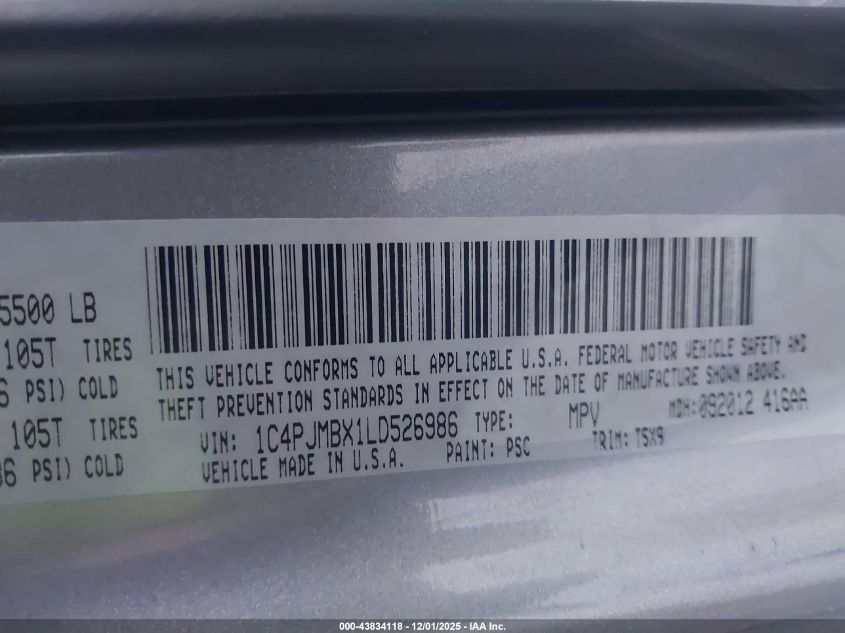 5500 LB
105T TIRES
6 PSI) COLD
105T TIRES
36 PSI) COLD
THIS VEHICLE CONFORMS TO ALL APPLICABLE U.S.A. FEDERAL MOTOR VEHICLE SAFETY AND
THEFT PREVENTION STANDARDS IN EFFECT ON THE DATE OF MANUFACTURE SHOWN ABOVE.
VIN: 1C4PJMBX1LD526986 TYPE: MPV MDH: 092012 416AA
VEHICLE MADE IN U.S.A. PAINT: PSC TRIM: TSX9
000-43834118 - 12/01/2025 - IAA Inc.